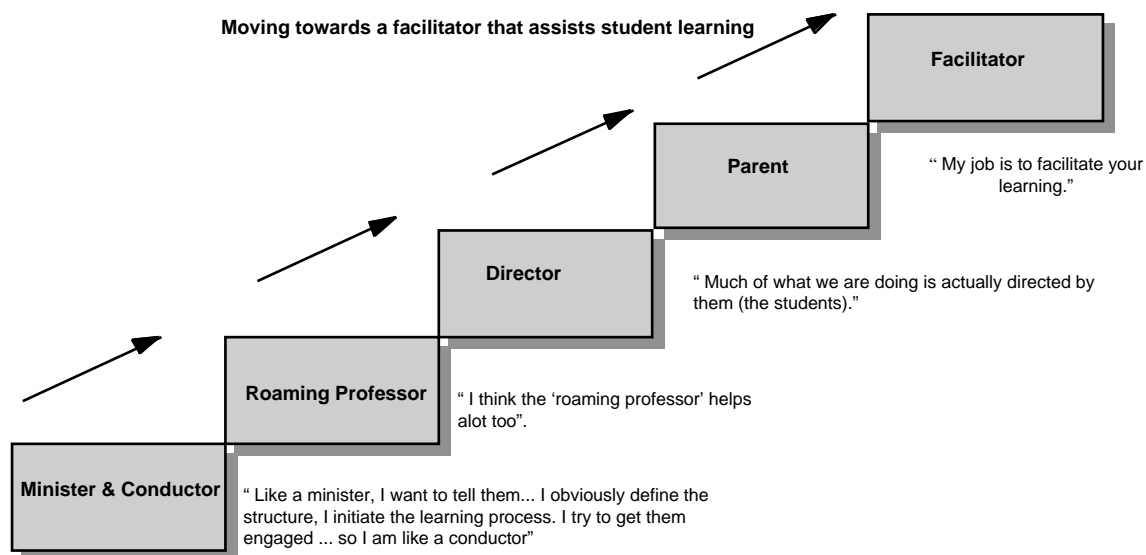 Moving towards a facilitator that assists student learning
Facilitator
“ My job is to facilitate your
learning.”
Parent
Director
“ Much of what we are doing is actually directed by
them (the students).”
Roaming Professor
“ I think the ‘roaming professor’ helps
alot too”.
Minister & Conductor
“ Like a minister, I want to tell them... I obviously define the
structure, I initiate the learning process. I try to get them
engaged ... so I am like a conductor”